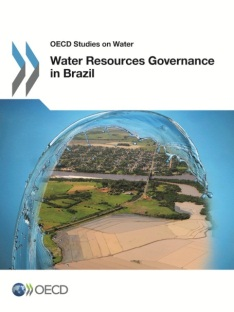 OECD Studies on Water
Water Resources Governance
in Brazil
OECD